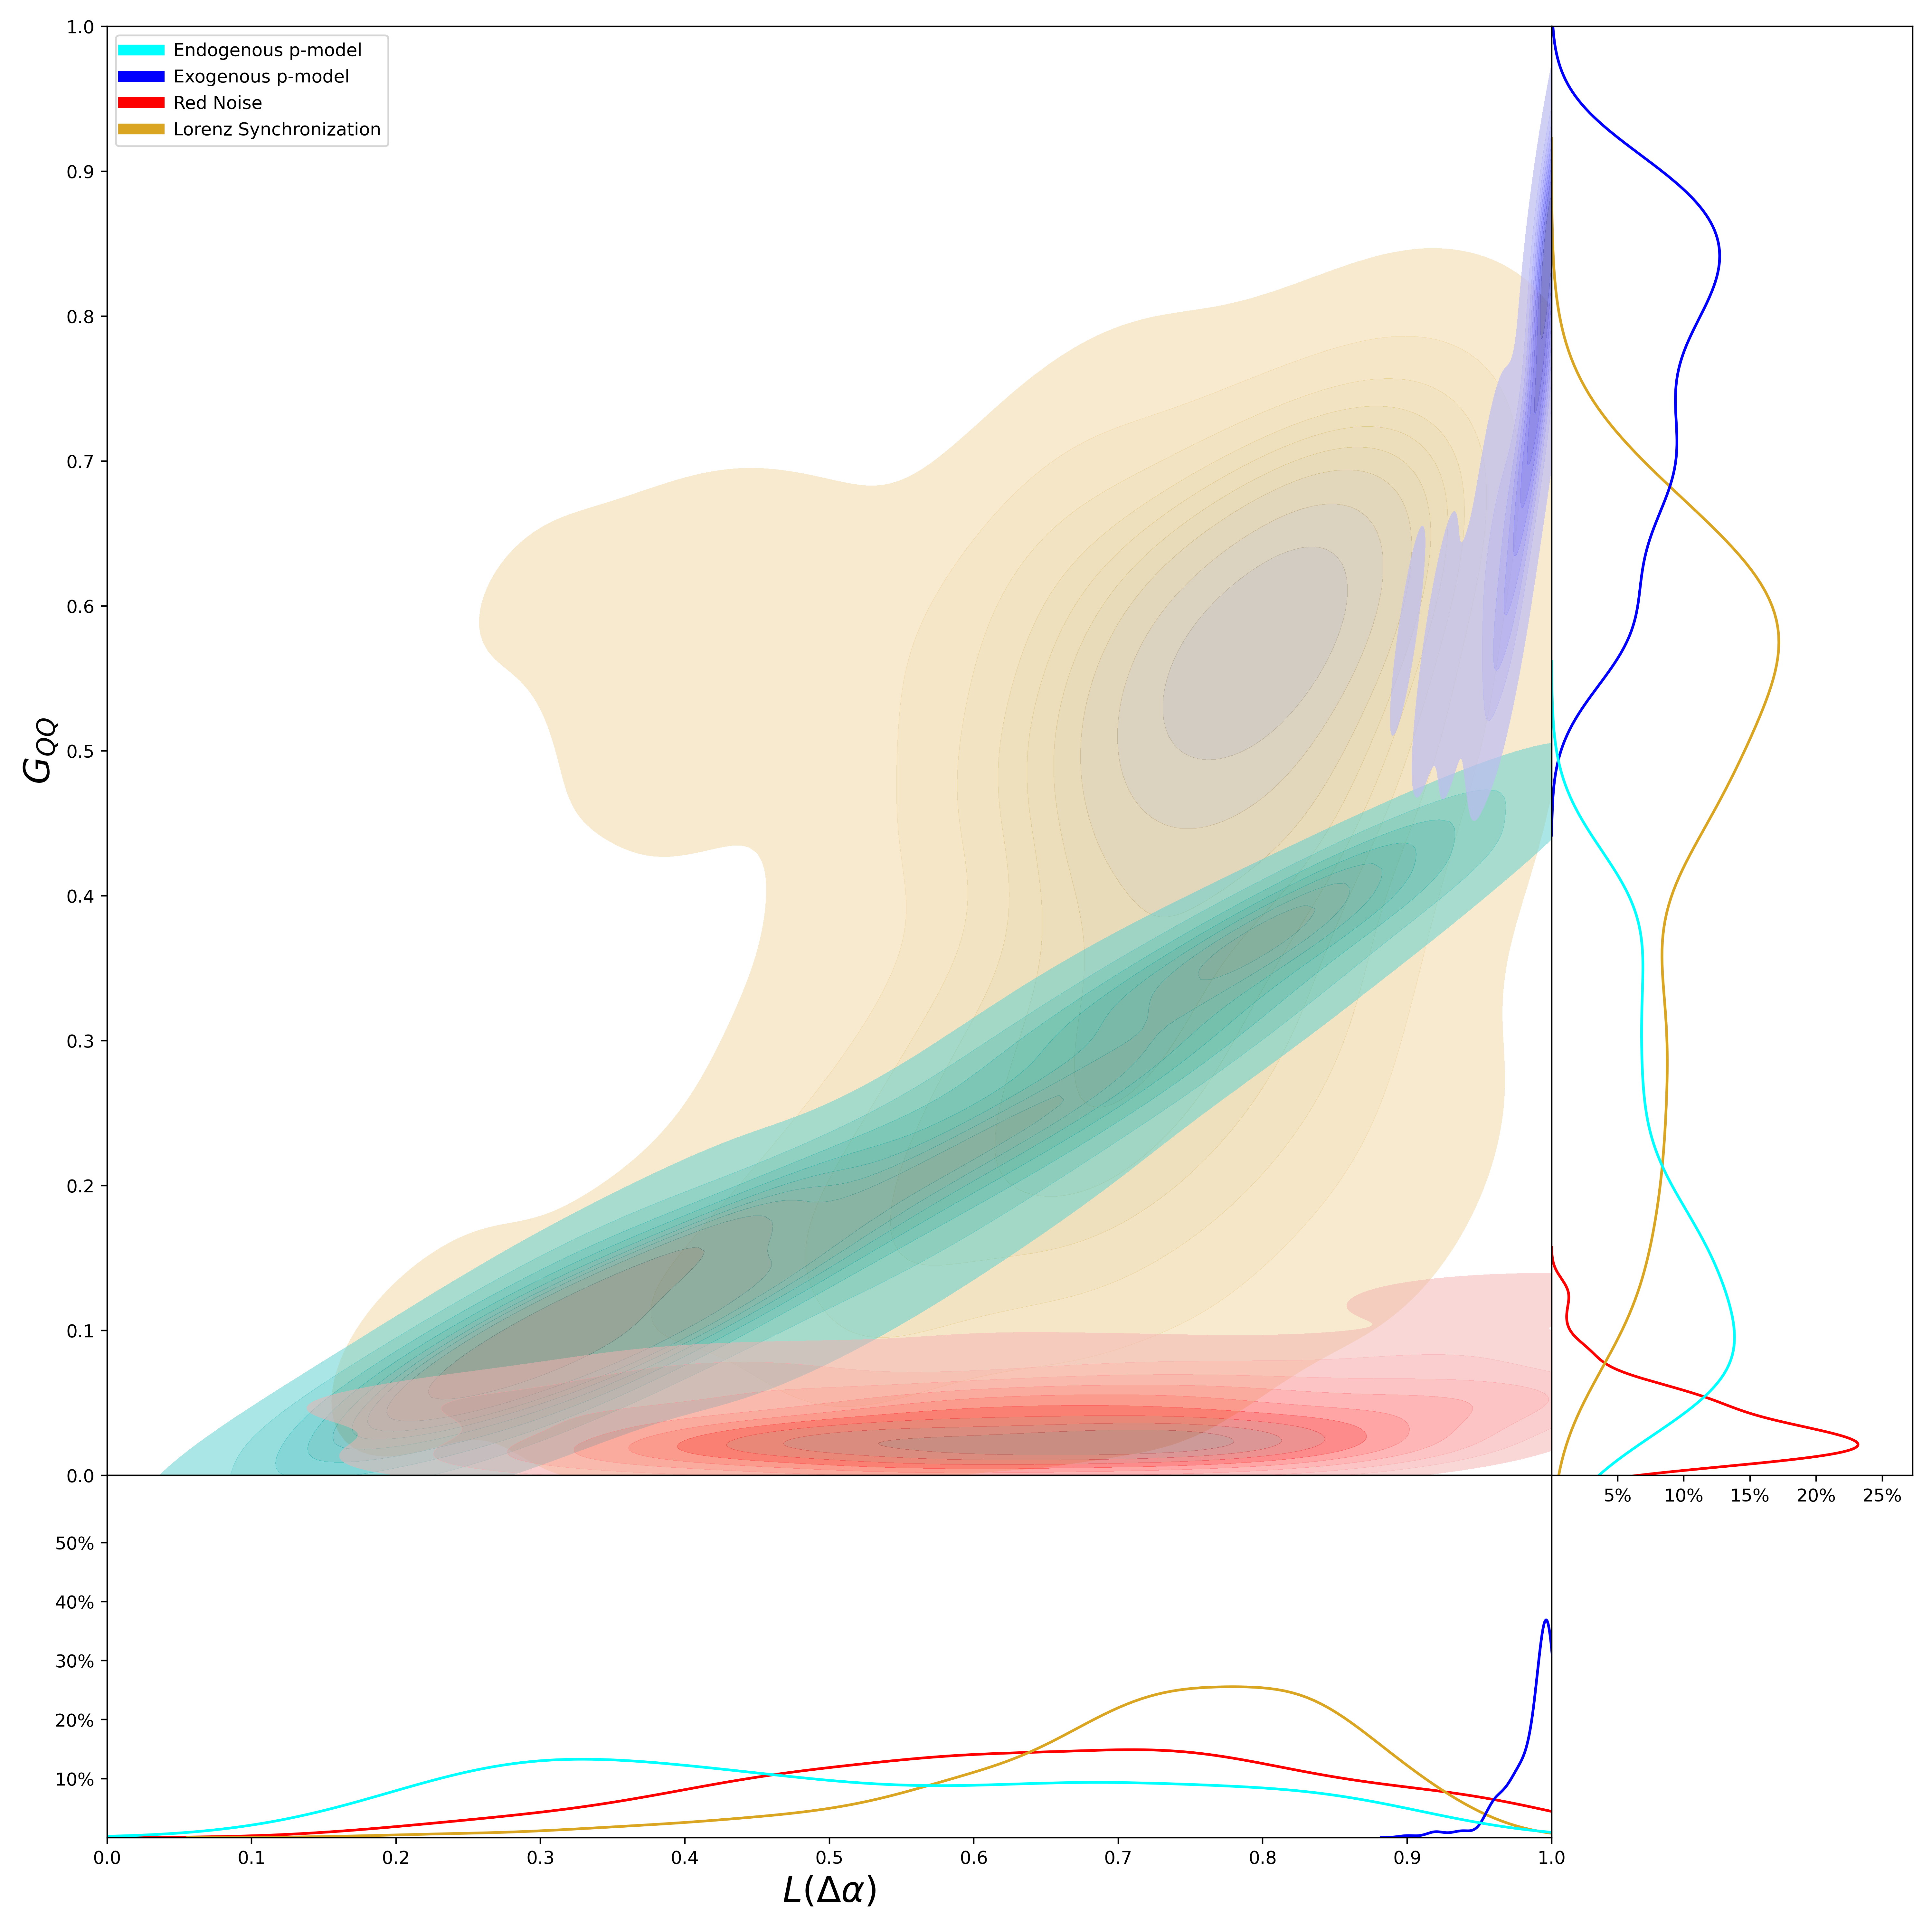 Endogenous p-model
Exogenous p-model
Red Noise
Lorenz Synchronization
1.0
0.9
0.8
0.7
0.6
0.5
0.4
0.3
0.2
0.1
0.0
G_QQ
5% 10% 15% 20% 25%
50%
40%
30%
20%
10%
0.0 0.1 0.2 0.3 0.4 0.5 0.6 0.7 0.8 0.9 1.0
L(Δα)